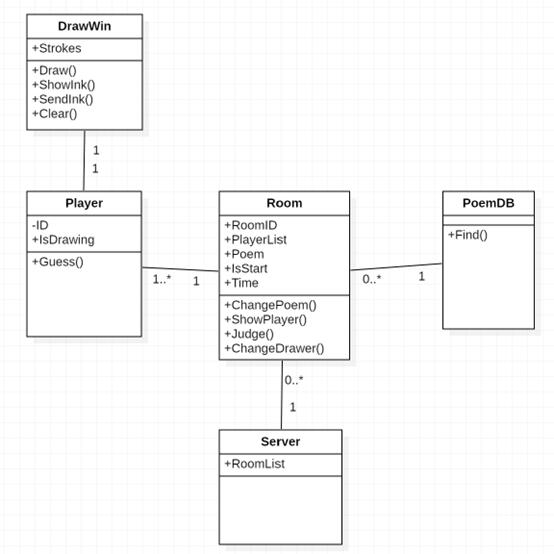 DrawWin
+Strokes
+Draw()
+ShowInk()
+SendInk()
+Clear()
1
1
Player
-ID
+IsDrawing
+Guess()
1..* 1
Room
+RoomID
+PlayerList
+Poem
+IsStart
+Time
+ChangePoem()
+ShowPlayer()
+Judge()
+ChangeDrawer()
0..* 1
PoemDB
+Find()
0..*
1
Server
+RoomList